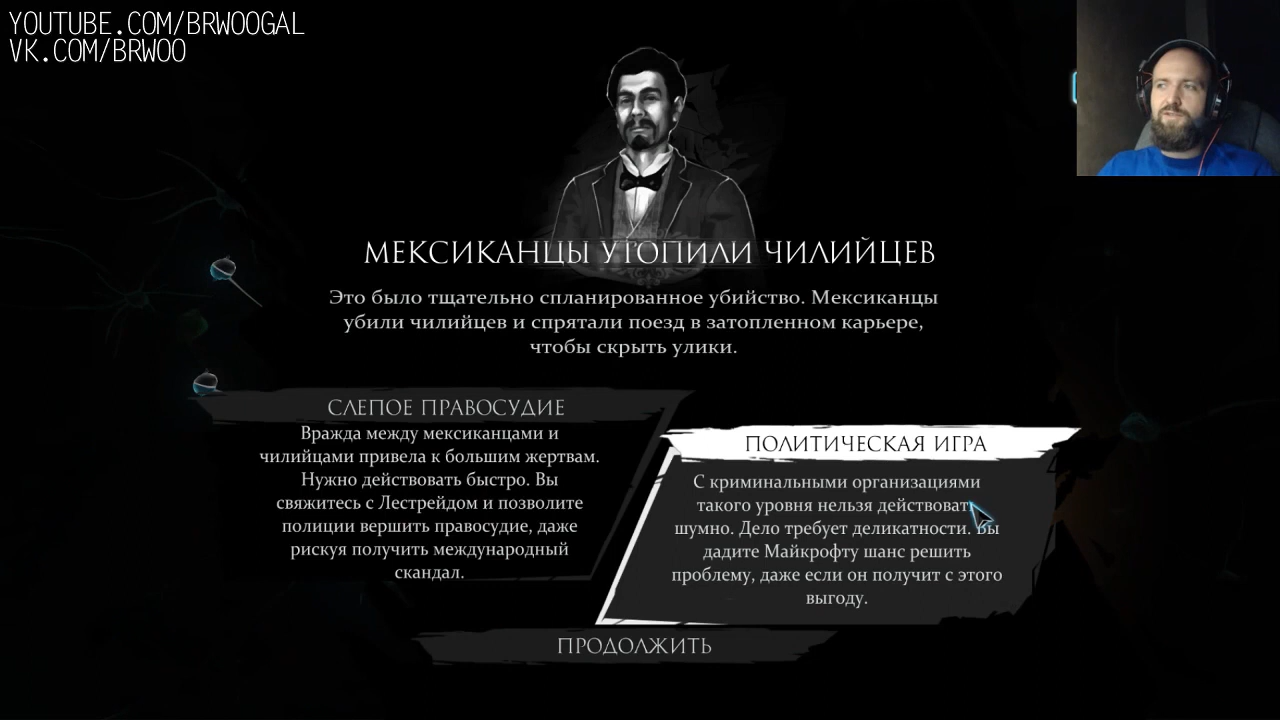 YOUTUBE.COM/BRWOOGAL
VK.COM/BRWOO
МЕКСИКАНЦЫ УТОПИЛИ ЧИЛИЙЦЕВ
Это было тщательно спланированное убийство. Мексиканцы
убили чилийцев и спрятали поезд в затопленном карьере,
чтобы скрыть улики.
СЛЕПОЕ ПРАВОСУДИЕ
Вражда между мексиканцами и
чилийцами привела к большим жертвам.
Нужно действовать быстро. Вы
свяжитесь с Лестрейдом и позволите
полиции вершить правосудие, даже
рискуя получить международный
скандал.
ПОЛИТИЧЕСКАЯ ИГРА
С криминальными организациями
такого уровня нельзя действовать
шумно. Дело требует деликатности. Вы
дадите Майкрофту шанс решить
проблему, даже если он получит с этого
выгоду.
ПРОДОЛЖИТЬ